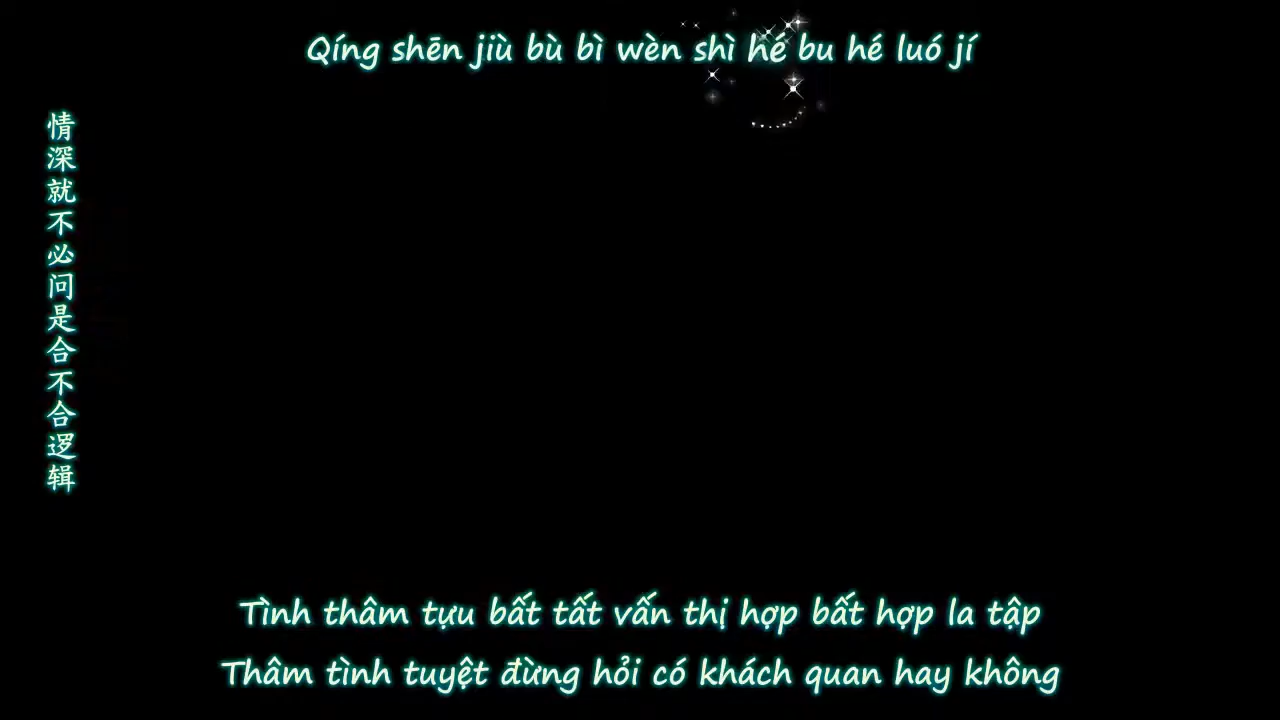 Qíng shēn jiù bù bì wèn shì hé bu hé luó jí
情深就不必问是合不合逻辑
Tình thâm tựu bất tất vấn thị hợp bất hợp la tập
Thâm tình tuyệt đừng hỏi có khách quan hay không